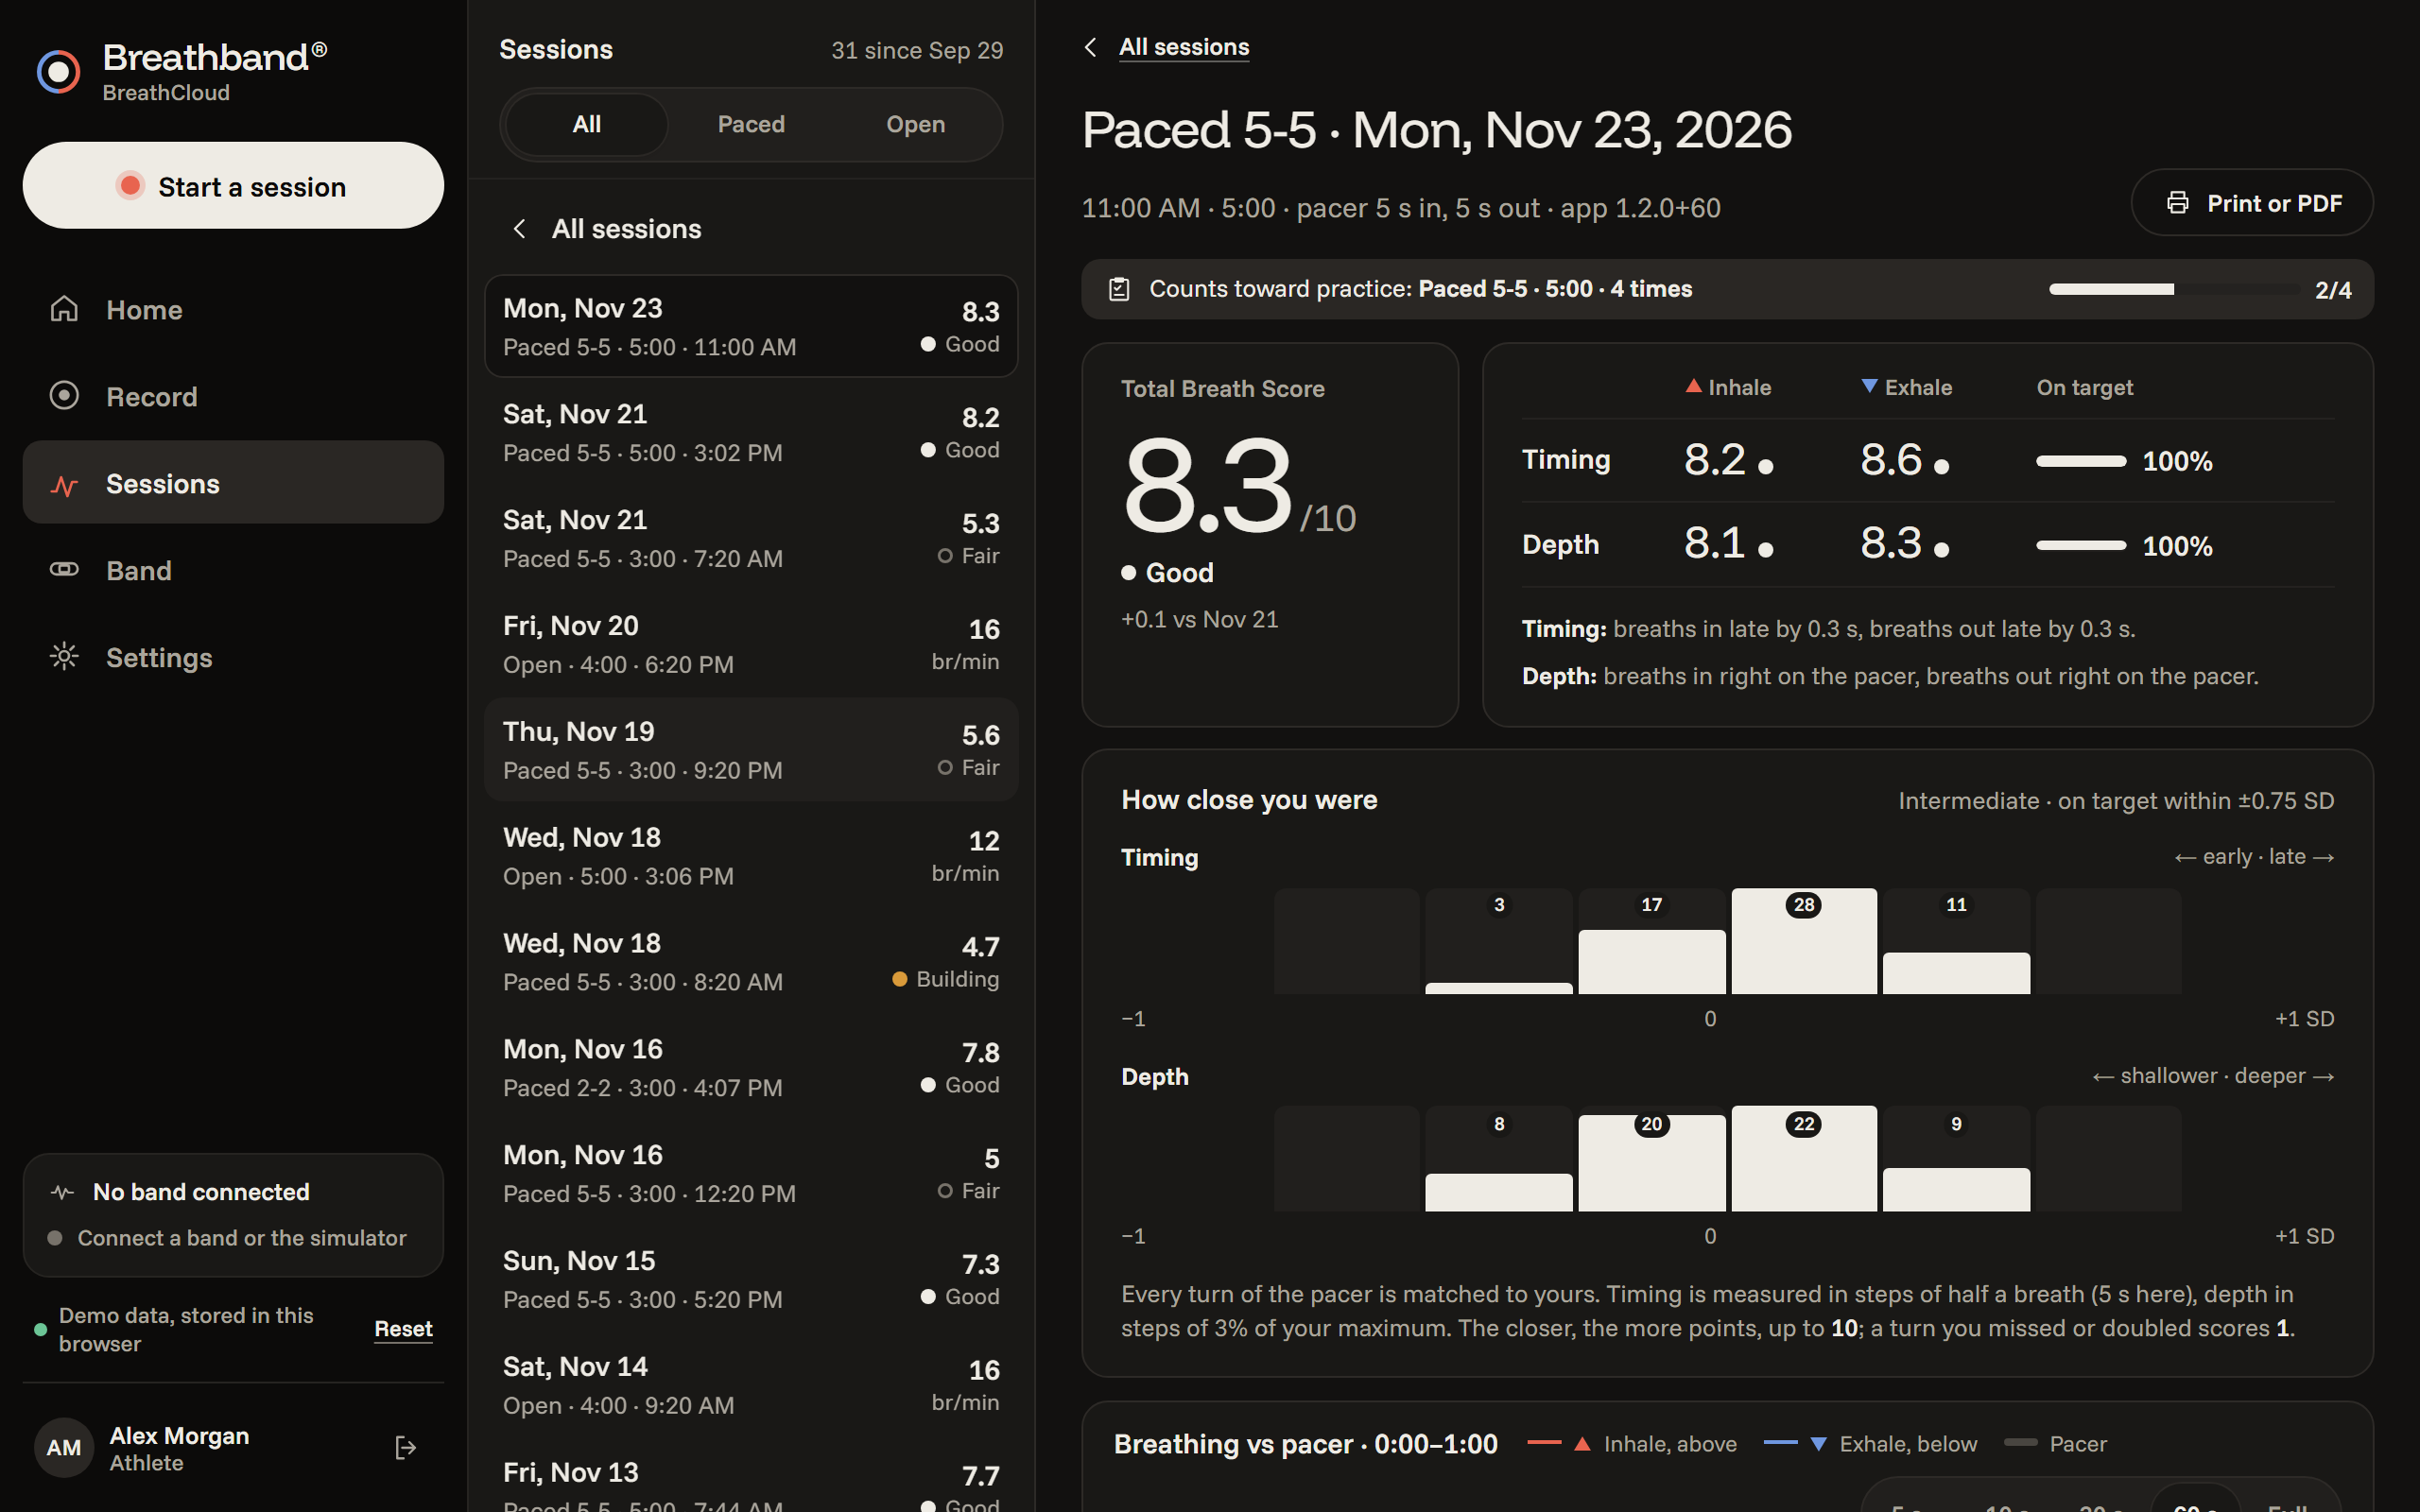 Breathband®
BreathCloud
Start a session
Home
Record
Sessions
Band
Settings
No band connected
Connect a band or the simulator
Demo data, stored in this
browser
Reset
AM
Alex Morgan
Athlete
Sessions
31 since Sep 29
All
Paced
Open
All sessions
Mon, Nov 23
8.3
Paced 5-5 · 5:00 · 11:00 AM
Good
Sat, Nov 21
8.2
Paced 5-5 · 5:00 · 3:02 PM
Good
Sat, Nov 21
5.3
Paced 5-5 · 3:00 · 7:20 AM
Fair
Fri, Nov 20
16
Open · 4:00 · 6:20 PM
br/min
Thu, Nov 19
5.6
Paced 5-5 · 3:00 · 9:20 PM
Fair
Wed, Nov 18
12
Open · 5:00 · 3:06 PM
br/min
Wed, Nov 18
4.7
Paced 5-5 · 3:00 · 8:20 AM
Building
Mon, Nov 16
7.8
Paced 2-2 · 3:00 · 4:07 PM
Good
Mon, Nov 16
5
Paced 5-5 · 3:00 · 12:20 PM
Fair
Sun, Nov 15
7.3
Paced 5-5 · 3:00 · 5:20 PM
Good
Sat, Nov 14
16
Open · 4:00 · 9:20 AM
br/min
Fri, Nov 13
7.7
Paced 5-5 · 5:00 · 7:44 AM
Good
All sessions
Paced 5-5 · Mon, Nov 23, 2026
11:00 AM · 5:00 · pacer 5 s in, 5 s out · app 1.2.0+60
Print or PDF
Counts toward practice: Paced 5-5 · 5:00 · 4 times
2/4
Total Breath Score
8.3/10
Good
+0.1 vs Nov 21
Inhale
Exhale
On target
Timing
8.2
8.6
100%
Depth
8.1
8.3
100%
Timing: breaths in late by 0.3 s, breaths out late by 0.3 s.
Depth: breaths in right on the pacer, breaths out right on the pacer.
How close you were
Intermediate · on target within ±0.75 SD
Timing
← early · late →
3
17
28
11
−1
0
+1 SD
Depth
← shallower · deeper →
8
20
22
9
−1
0
+1 SD
Every turn of the pacer is matched to yours. Timing is measured in steps of half a breath (5 s here), depth in
steps of 3% of your maximum. The closer, the more points, up to 10; a turn you missed or doubled scores 1.
Breathing vs pacer · 0:00–1:00
Inhale, above
Exhale, below
Pacer
60 s
Full